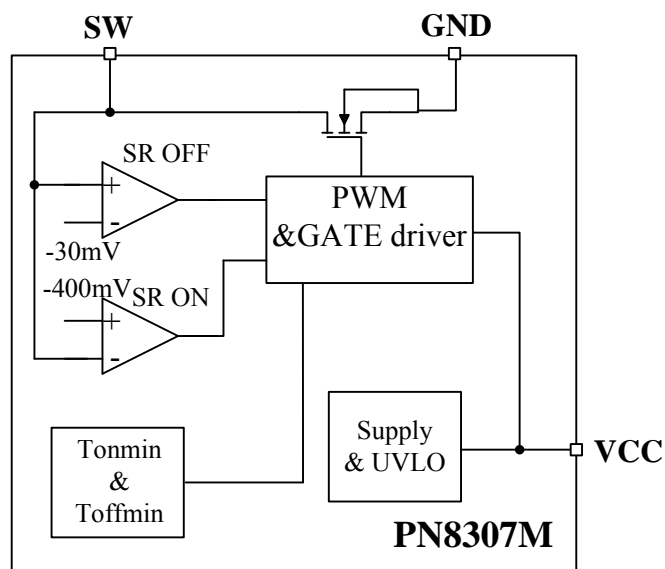 SW
GND
SR OFF
+
-
-30mV
PWM
&GATE driver
-400mV
SR ON
+
-
Tonmin
&
Toffmin
Supply
& UVLO
VCC
PN8307M